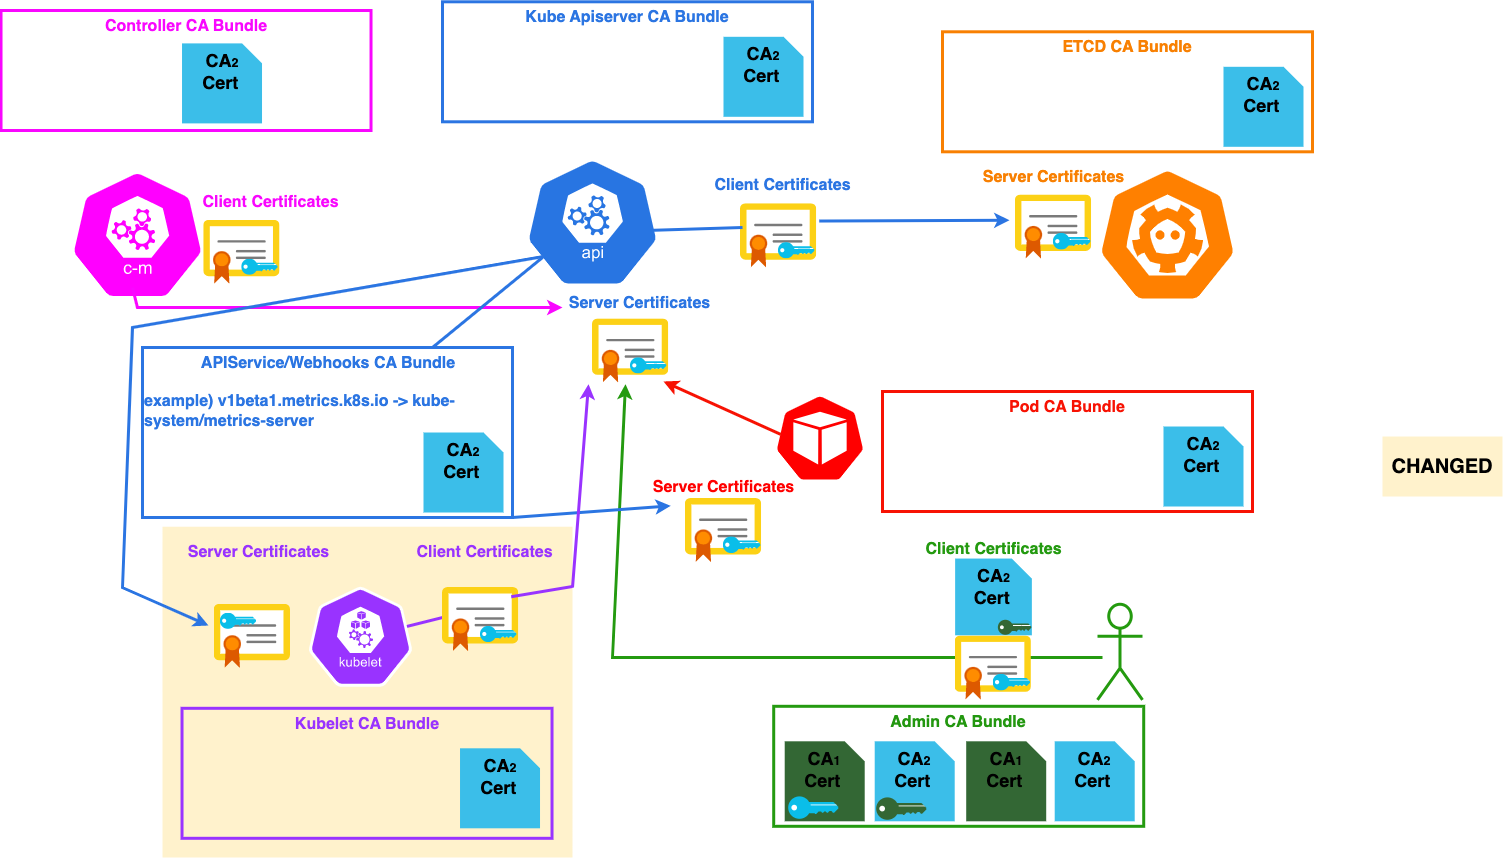 Controller CA Bundle
CA2
Cert
Kube Apiserver CA Bundle
CA2
Cert
ETCD CA Bundle
CA2
Cert
Client Certificates
c-m
api
Client Certificates
Server Certificates
Server Certificates
APIService/Webhooks CA Bundle
example) v1beta1.metrics.k8s.io -> kube-
system/metrics-server
CA2
Cert
Pod CA Bundle
CA2
Cert
CHANGED
Server Certificates
Server Certificates
Client Certificates
kubelet
Kubelet CA Bundle
CA2
Cert
Client Certificates
CA2
Cert
Admin CA Bundle
CA1
Cert
CA2
Cert
CA1
Cert
CA2
Cert